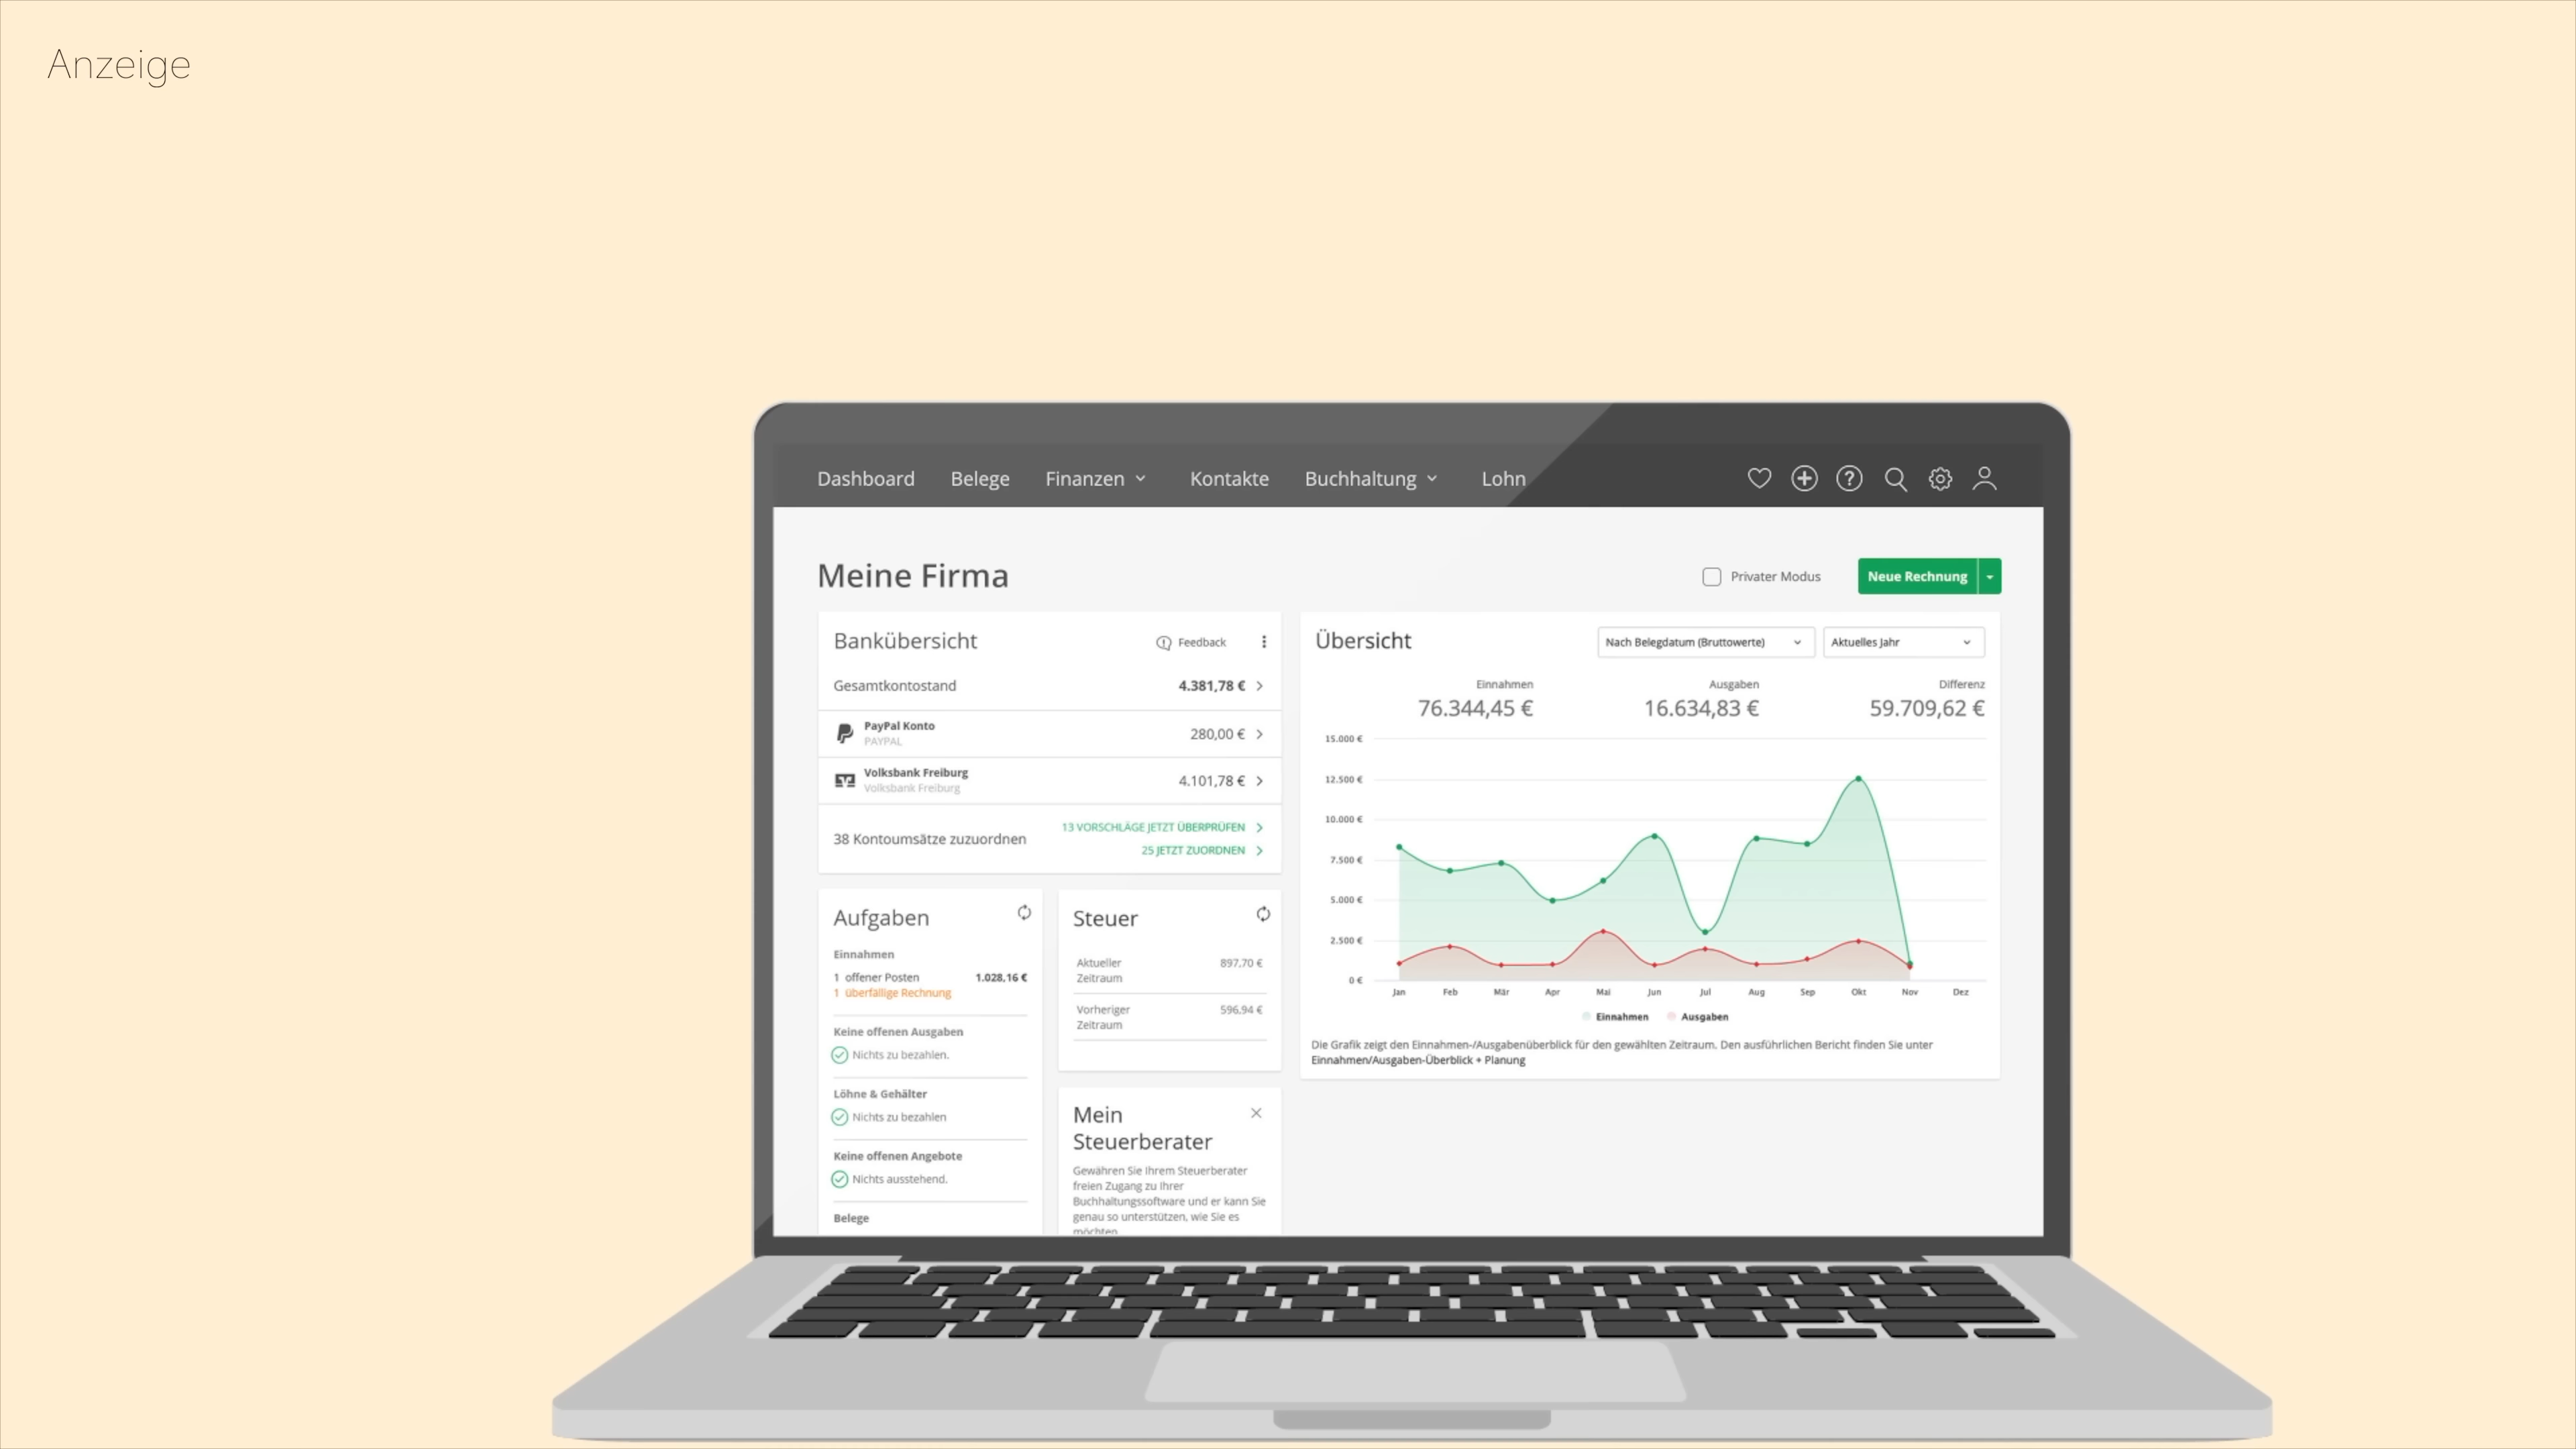 Anzeige
Dashboard Belege Finanzen Kontakte Buchhaltung Lohn
Meine Firma
Privater Modus
Neue Rechnung
Bankübersicht
Feedback
Gesamtkontostand 4.381,78 €
PayPal Konto
PAYPAL
280,00 €
Volksbank Freiburg
Volksbank Freiburg
4.101,78 €
38 Kontoumsätze zuzuordnen
13 VORSCHLÄGE JETZT ÜBERPRÜFEN
25 JETZT ZUORDNEN
Aufgaben
Einnahmen
1 offener Posten 1.028,16 €
1 überfällige Rechnung
Keine offenen Ausgaben
Nichts zu bezahlen.
Löhne & Gehälter
Nichts zu bezahlen
Keine offenen Angebote
Nichts ausstehend.
Belege
Steuer
Aktueller
Zeitraum
897,70 €
Vorheriger
Zeitraum
596,94 €
Mein
Steuerberater
Gewähren Sie Ihrem Steuerberater
freien Zugang zu Ihrer
Buchhaltungssoftware und er kann Sie
genau so unterstützen, wie Sie es
möchten
Übersicht
Nach Belegdatum (Bruttowerte)
Aktuelles Jahr
Einnahmen Ausgaben Differenz
76.344,45 € 16.634,83 € 59.709,62 €
15.000 €
12.500 €
10.000 €
7.500 €
5.000 €
2.500 €
0 €
Jan Feb Mär Apr Mai Jun Jul Aug Sep Okt Nov Dez
Einnahmen Ausgaben
Die Grafik zeigt den Einnahmen-/Ausgabenüberblick für den gewählten Zeitraum. Den ausführlichen Bericht finden Sie unter
Einnahmen/Ausgaben-Überblick + Planung